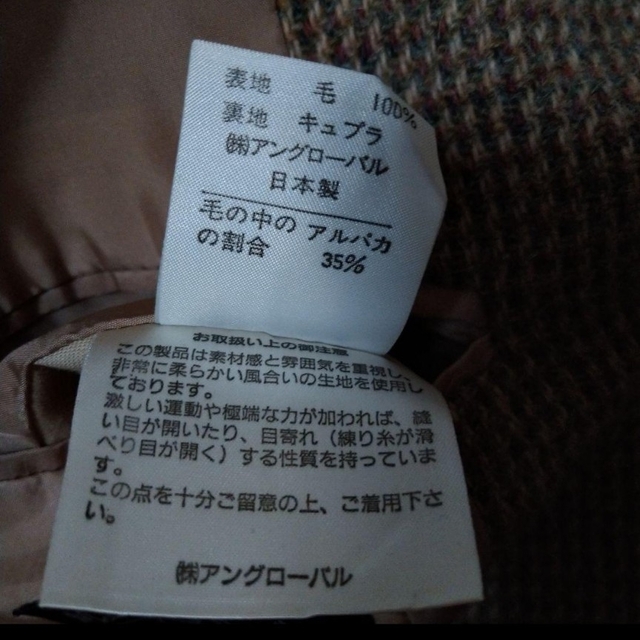 表地 毛 100%
裏地 キュプラ
㈱アングローバル
日本製
毛の中の アルパカ
の割合 35%
お取扱い上の御注意
この製品は素材感と雰囲気を重視し
非常に柔らかい風合いの生地を使用し
ております。
激しい運動や極端な力が加われば、縫
い目が開いたり、目寄れ（練り糸が滑
べり目が開く）する性質を持っていま
す。
この点を十分ご留意の上、ご着用下さ
い。
㈱アングローバル